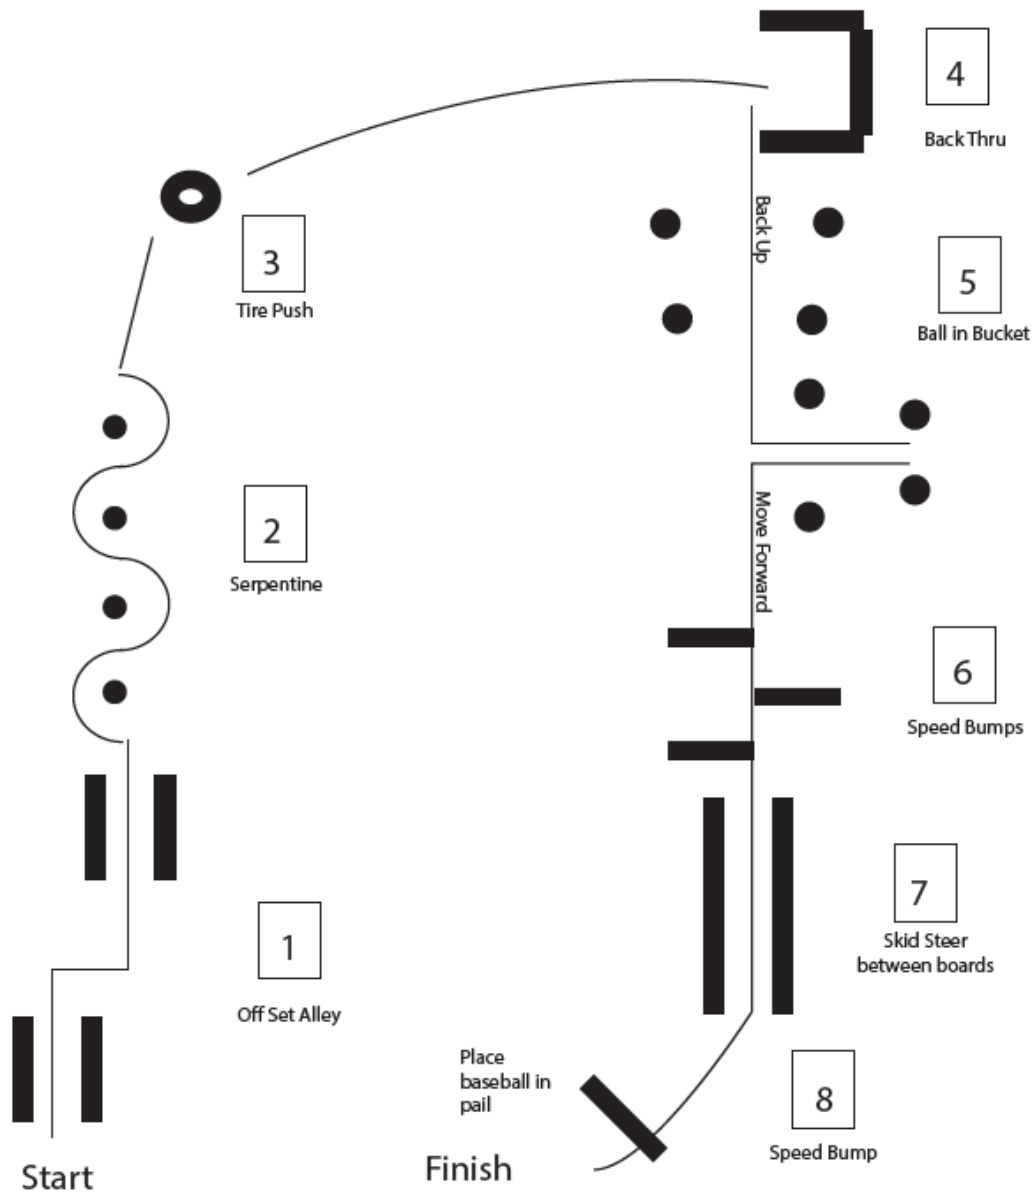 4
Back Thru
Back Up
3
Tire Push
5
Ball in Bucket
2
Serpentine
Move Forward
6
Speed Bumps
7
Skid Steer
between boards
1
Off Set Alley
Place
baseball in
pail
8
Speed Bump
Start
Finish